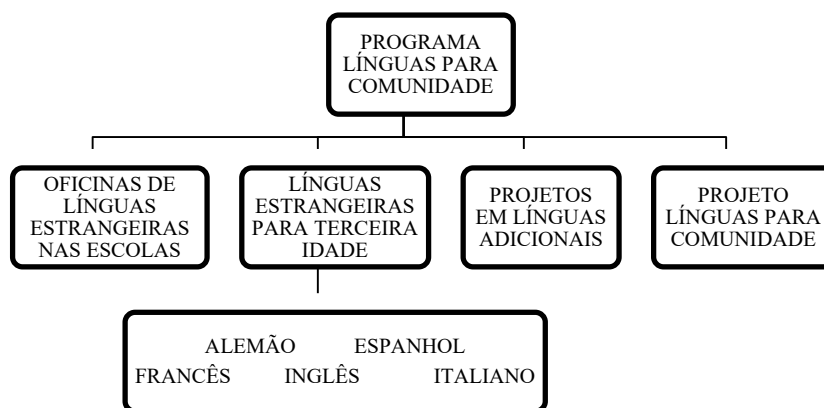 PROGRAMA
LÍNGUAS PARA
COMUNIDADE
OFICINAS DE
LÍNGUAS
ESTRANGEIRAS
NAS ESCOLAS
LÍNGUAS
ESTRANGEIRAS
PARA TERCEIRA
IDADE
PROJETOS
EM LÍNGUAS
ADICIONAIS
PROJETO
LÍNGUAS PARA
COMUNIDADE
ALEMÃO ESPANHOL
FRANCÊS INGLÊS ITALIANO